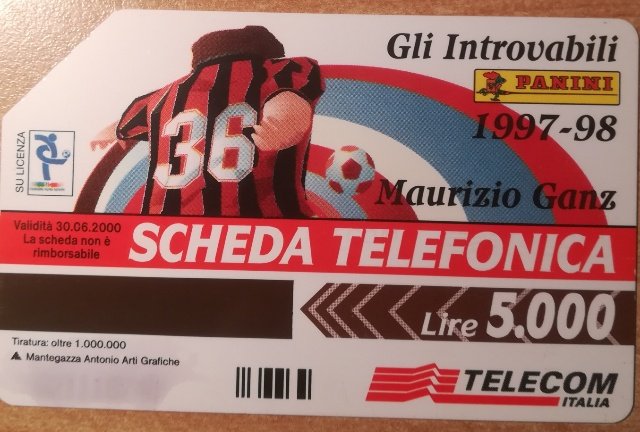 Gli Introvabili
PANINI
1997-98
Maurizio Ganz
36
SU LICENZA
Validità 30.06.2000
La scheda non è
rimborsabile
SCHEDA TELEFONICA
Lire 5.000
Tiratura: oltre 1.000.000
Mantegazza Antonio Arti Grafiche
TELECOM
ITALIA